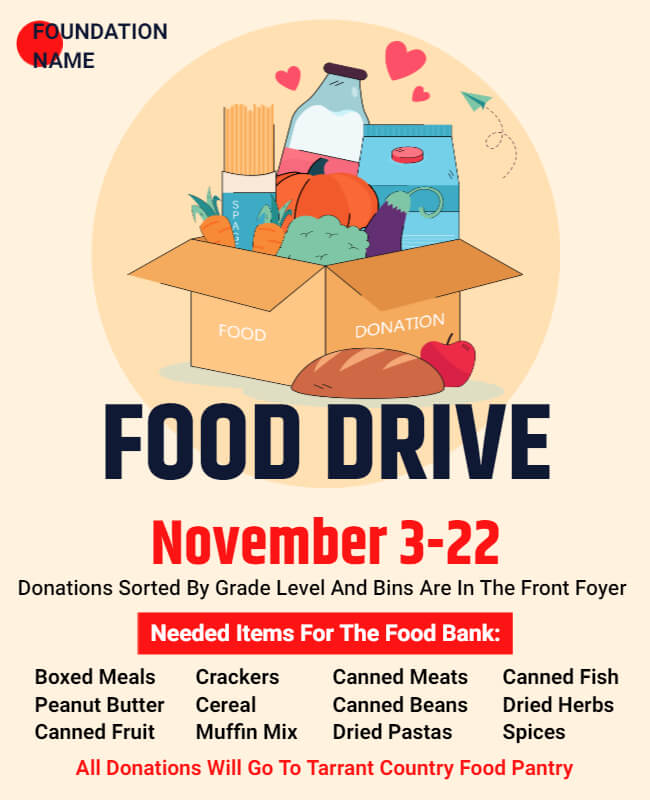 FOUNDATION
NAME
SPAG
FOOD
DONATION
FOOD DRIVE
November 3-22
Donations Sorted By Grade Level And Bins Are In The Front Foyer
Needed Items For The Food Bank:
Boxed Meals Crackers Canned Meats Canned Fish
Peanut Butter Cereal Canned Beans Dried Herbs
Canned Fruit Muffin Mix Dried Pastas Spices
All Donations Will Go To Tarrant Country Food Pantry